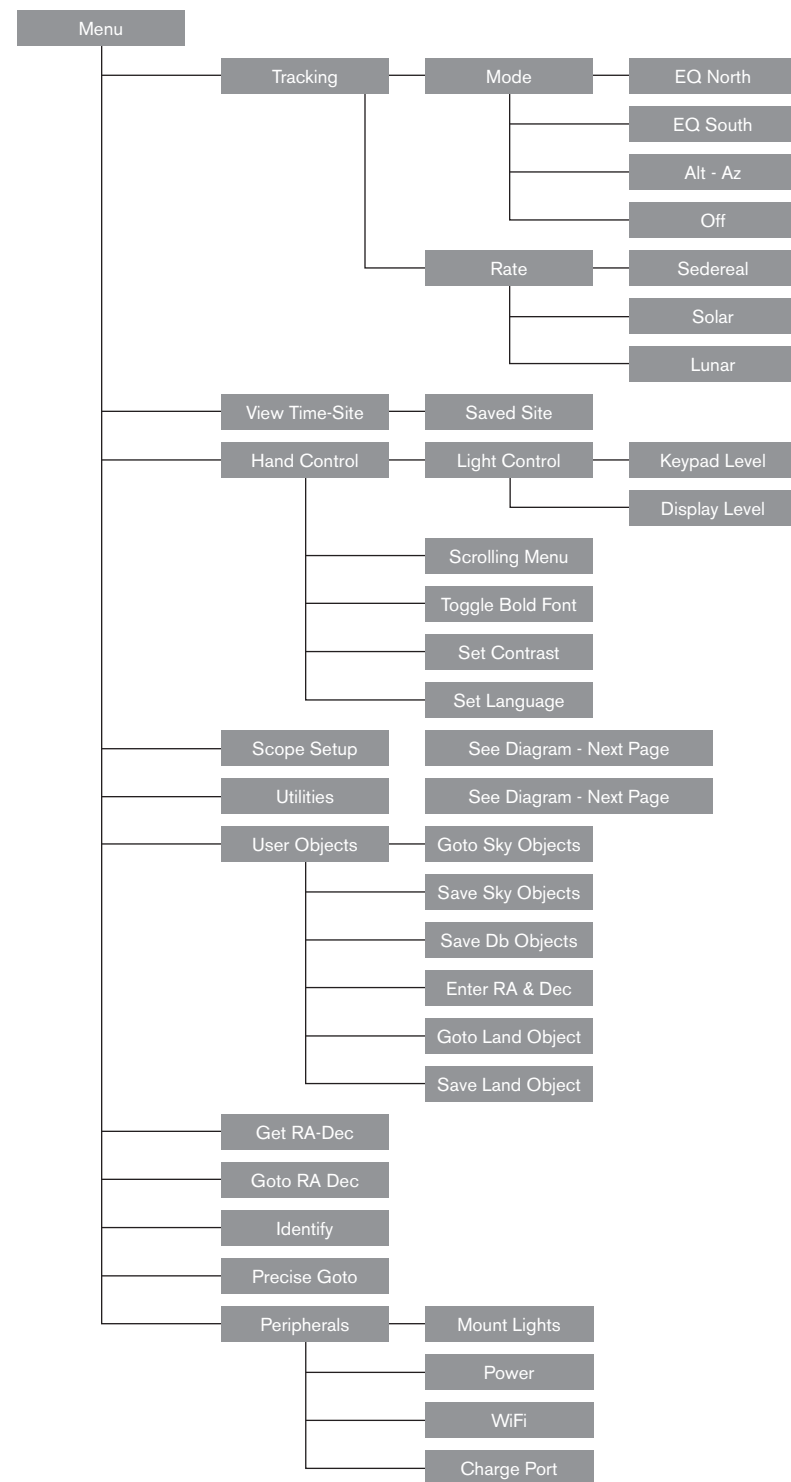 Menu
Tracking
Mode
EQ North
EQ South
Alt - Az
Off
Rate
Sedereal
Solar
Lunar
View Time-Site
Saved Site
Hand Control
Light Control
Keypad Level
Display Level
Scrolling Menu
Toggle Bold Font
Set Contrast
Set Language
Scope Setup
See Diagram - Next Page
Utilities
See Diagram - Next Page
User Objects
Goto Sky Objects
Save Sky Objects
Save Db Objects
Enter RA & Dec
Goto Land Object
Save Land Object
Get RA-Dec
Goto RA Dec
Identify
Precise Goto
Peripherals
Mount Lights
Power
WiFi
Charge Port